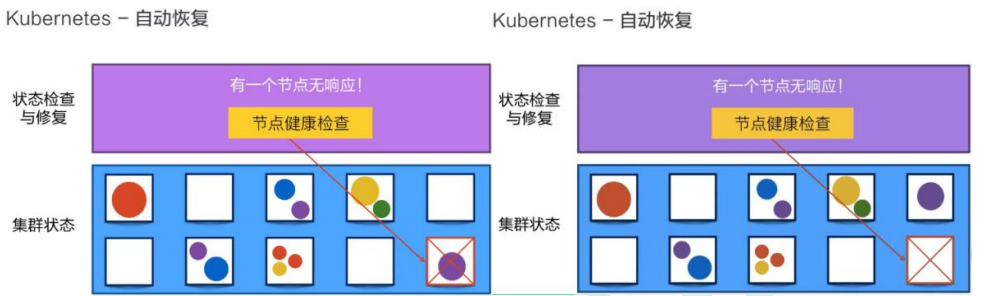 Kubernetes – 自动恢复
状态检查
与修复
有一个节点无响应！
节点健康检查
集群状态
Kubernetes – 自动恢复
状态检查
与修复
有一个节点无响应！
节点健康检查
集群状态